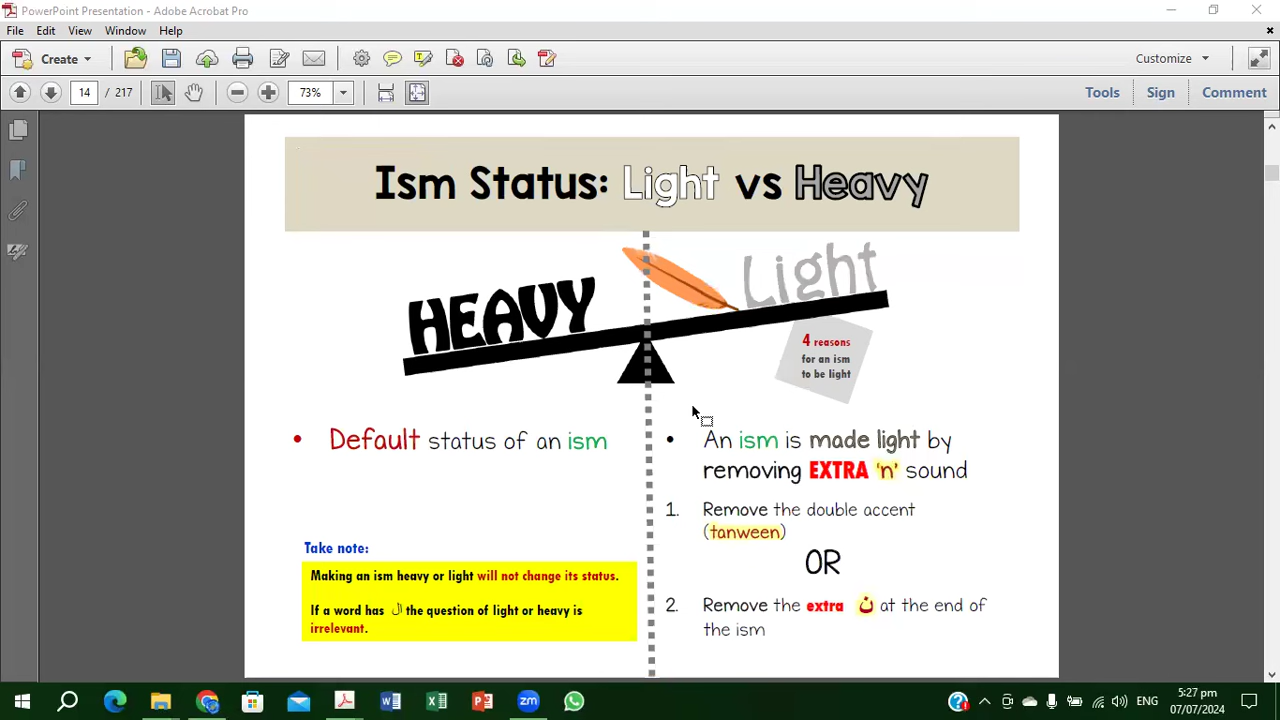 PowerPoint Presentation - Adobe Acrobat Pro
File Edit View Window Help
Create Customize
14 / 217 73% Tools Sign Comment
Ism Status: Light vs Heavy
HEAVY Light
4 reasons
for an ism
to be light
• Default status of an ism
• An ism is made light by
removing EXTRA 'n' sound
1. Remove the double accent
(tanween)
OR
2. Remove the extra ن at the end of
the ism
Take note:
Making an ism heavy or light will not change its status.
If a word has ال the question of light or heavy is
irrelevant.
ENG 5:27 pm
07/07/2024